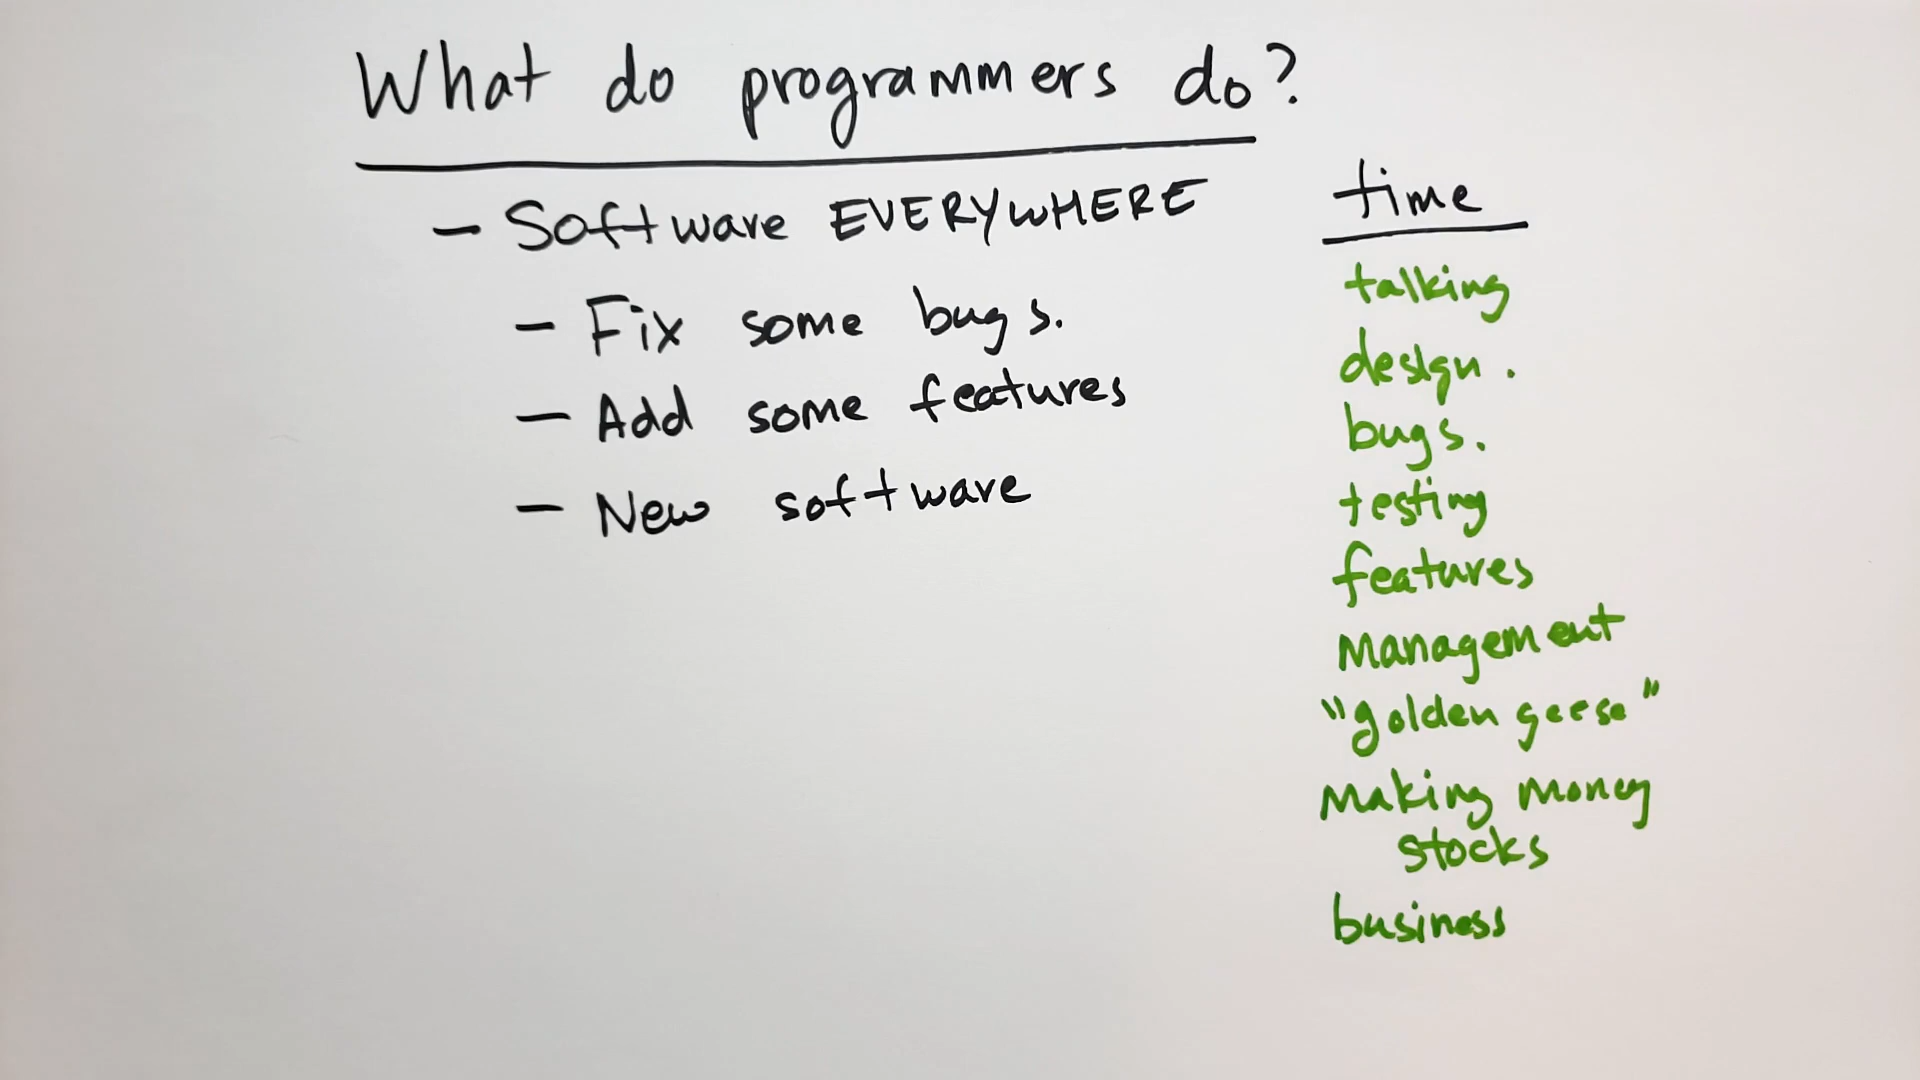 What do programmers do?
- Software EVERYWHERE
- Fix some bugs.
- Add some features
- New software
time
talking
design.
bugs.
testing
features
Management
"golden geese"
Making money
stocks
business